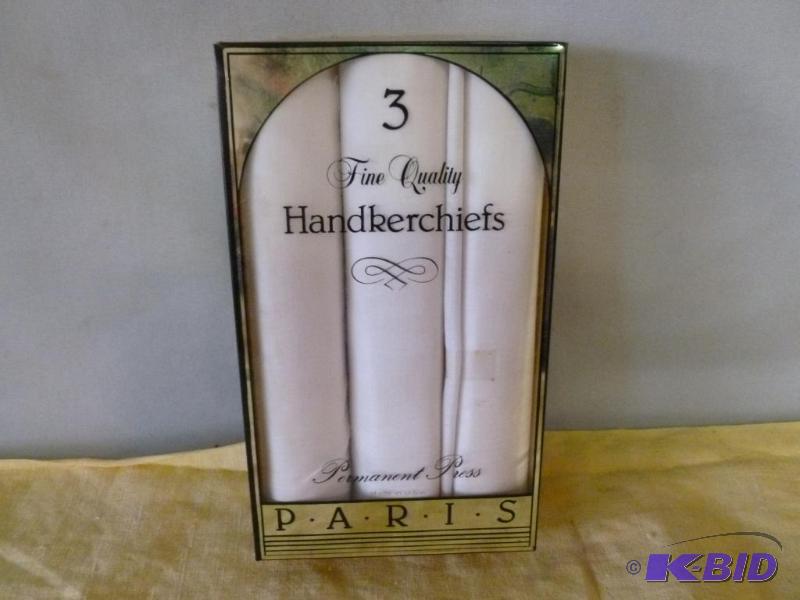 3
Fine Quality
Handkerchiefs
Permanent Press
P·A·R·I·S
© K-BID